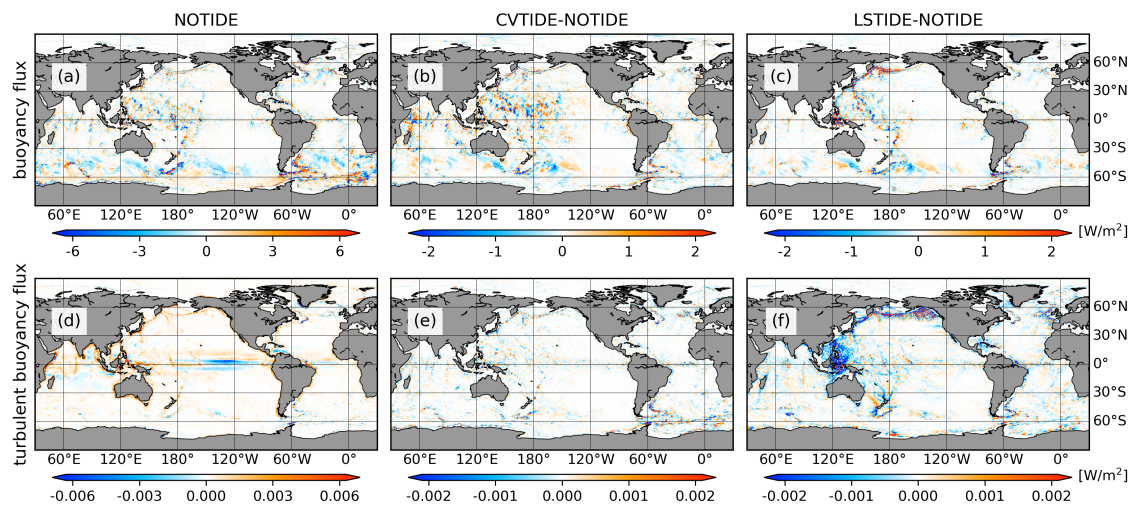 NOTIDE CVTIDE-NOTIDE LSTIDE-NOTIDE
buoyancy flux
(a) (b) (c)
60°N
30°N
0°
30°S
60°S
60°E 120°E 180° 120°W 60°W 0° 60°E 120°E 180° 120°W 60°W 0° 60°E 120°E 180° 120°W 60°W 0°
-6 -3 0 3 6 -2 -1 0 1 2 -2 -1 0 1 2 [W/m²]
turbulent buoyancy flux
(d) (e) (f)
60°N
30°N
0°
30°S
60°S
60°E 120°E 180° 120°W 60°W 0° 60°E 120°E 180° 120°W 60°W 0° 60°E 120°E 180° 120°W 60°W 0°
-0.006 -0.003 0.000 0.003 0.006 -0.002 -0.001 0.000 0.001 0.002 -0.002 -0.001 0.000 0.001 0.002 [W/m²]